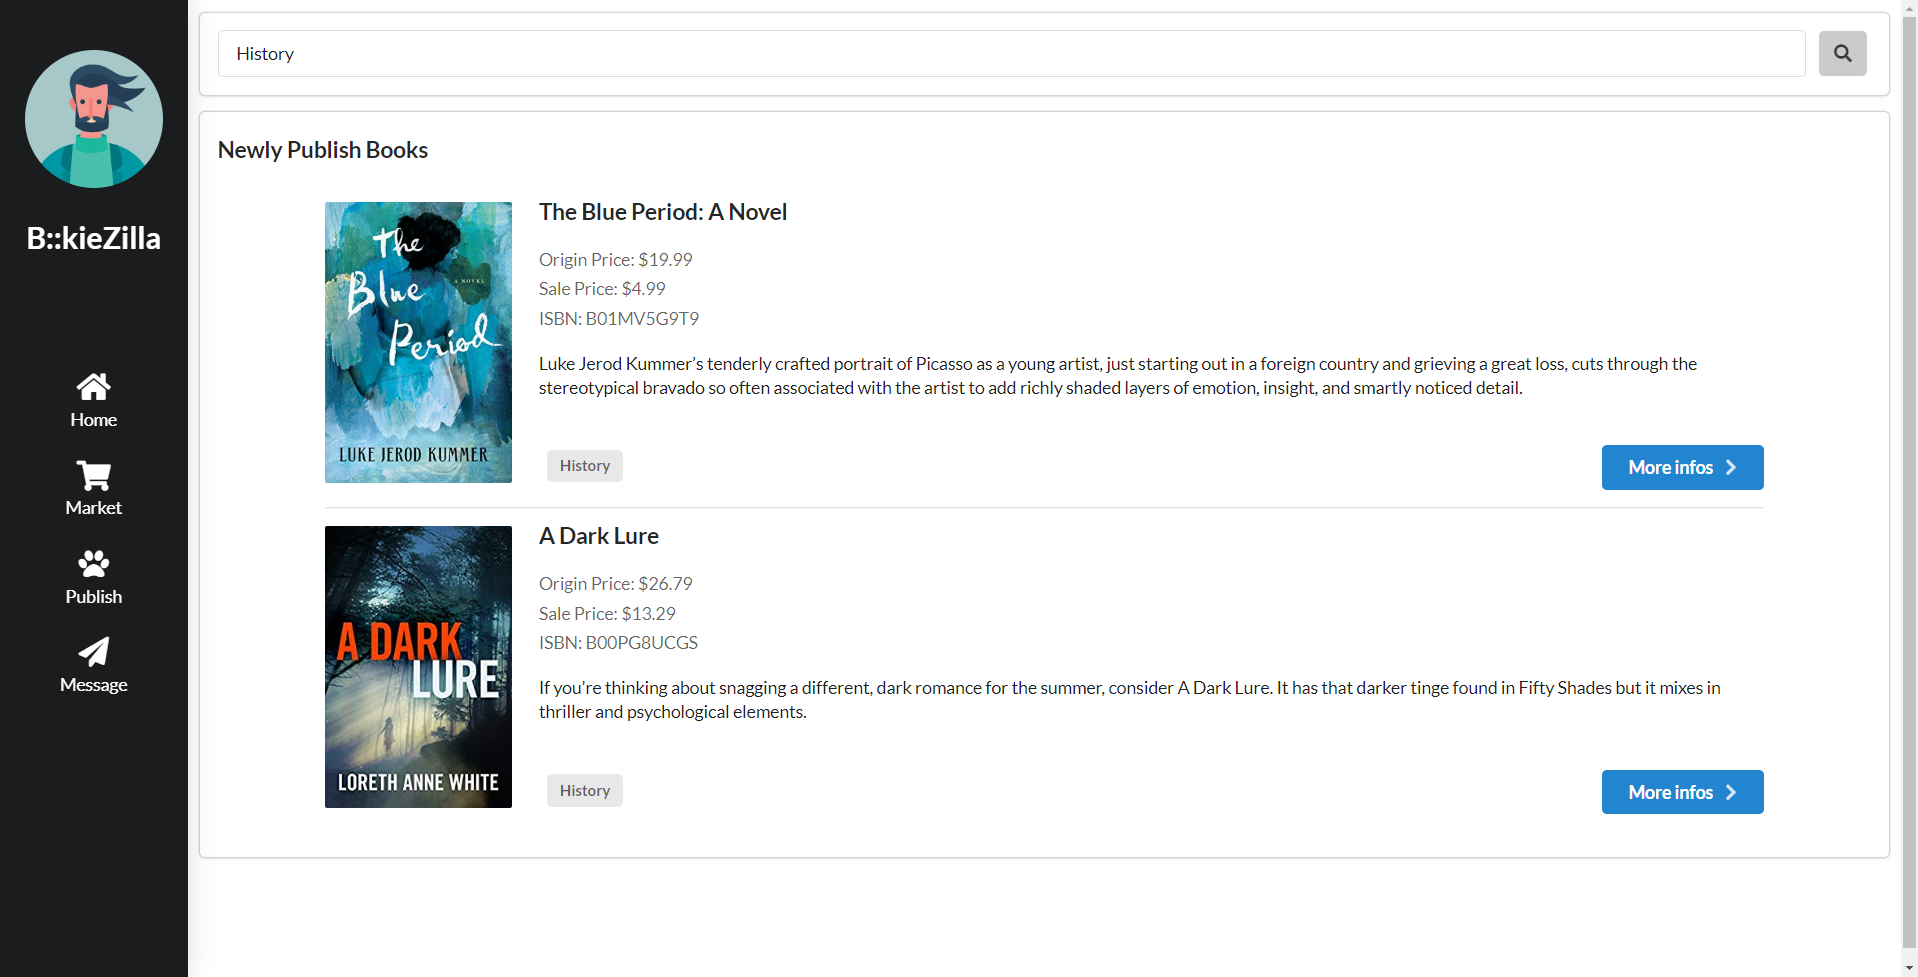 B::kieZilla
Home
Market
Publish
Message
History
Newly Publish Books
The
Blue
A NOVEL
Period
LUKE JEROD KUMMER
The Blue Period: A Novel
Origin Price: $19.99
Sale Price: $4.99
ISBN: B01MV5G9T9
Luke Jerod Kummer’s tenderly crafted portrait of Picasso as a young artist, just starting out in a foreign country and grieving a great loss, cuts through the
stereotypical bravado so often associated with the artist to add richly shaded layers of emotion, insight, and smartly noticed detail.
History
More infos
A DARK
LURE
LORETH ANNE WHITE
A Dark Lure
Origin Price: $26.79
Sale Price: $13.29
ISBN: B00PG8UCGS
If you’re thinking about snagging a different, dark romance for the summer, consider A Dark Lure. It has that darker tinge found in Fifty Shades but it mixes in
thriller and psychological elements.
History
More infos